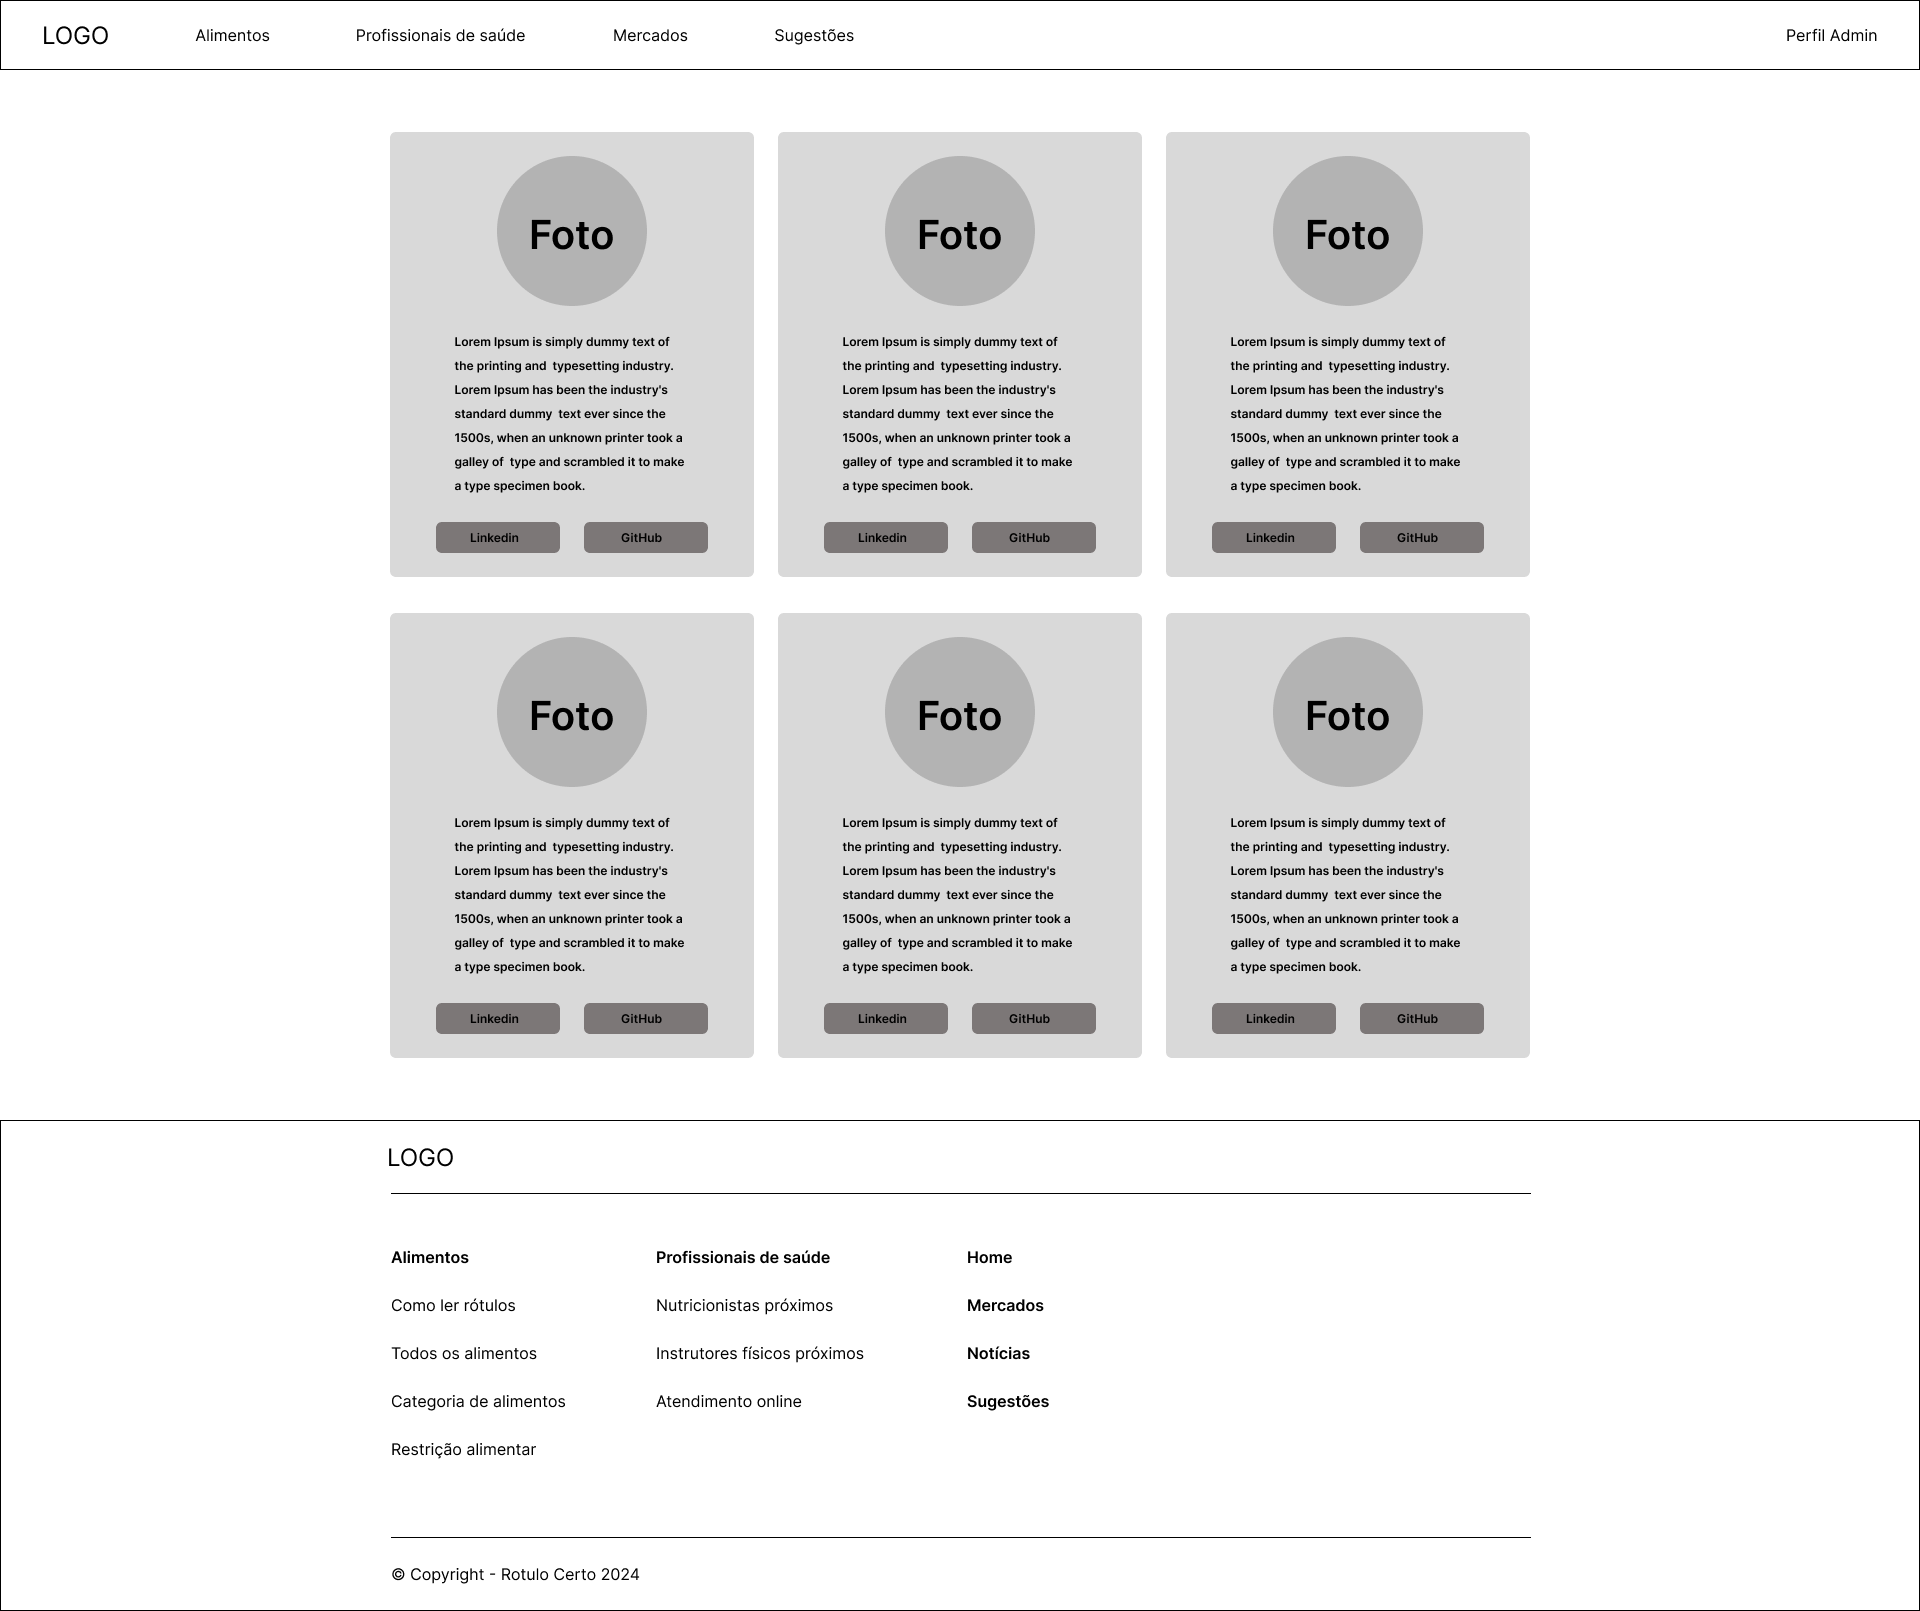 LOGO Alimentos Profissionais de saúde Mercados Sugestões Perfil Admin
Foto
Lorem Ipsum is simply dummy text of
the printing and  typesetting industry.
Lorem Ipsum has been the industry's
standard dummy  text ever since the
1500s, when an unknown printer took a
galley of  type and scrambled it to make
a type specimen book.
Linkedin GitHub
Foto
Lorem Ipsum is simply dummy text of
the printing and  typesetting industry.
Lorem Ipsum has been the industry's
standard dummy  text ever since the
1500s, when an unknown printer took a
galley of  type and scrambled it to make
a type specimen book.
Linkedin GitHub
Foto
Lorem Ipsum is simply dummy text of
the printing and  typesetting industry.
Lorem Ipsum has been the industry's
standard dummy  text ever since the
1500s, when an unknown printer took a
galley of  type and scrambled it to make
a type specimen book.
Linkedin GitHub
Foto
Lorem Ipsum is simply dummy text of
the printing and  typesetting industry.
Lorem Ipsum has been the industry's
standard dummy  text ever since the
1500s, when an unknown printer took a
galley of  type and scrambled it to make
a type specimen book.
Linkedin GitHub
Foto
Lorem Ipsum is simply dummy text of
the printing and  typesetting industry.
Lorem Ipsum has been the industry's
standard dummy  text ever since the
1500s, when an unknown printer took a
galley of  type and scrambled it to make
a type specimen book.
Linkedin GitHub
Foto
Lorem Ipsum is simply dummy text of
the printing and  typesetting industry.
Lorem Ipsum has been the industry's
standard dummy  text ever since the
1500s, when an unknown printer took a
galley of  type and scrambled it to make
a type specimen book.
Linkedin GitHub
LOGO
Alimentos
Como ler rótulos
Todos os alimentos
Categoria de alimentos
Restrição alimentar
Profissionais de saúde
Nutricionistas próximos
Instrutores físicos próximos
Atendimento online
Home
Mercados
Notícias
Sugestões
© Copyright - Rotulo Certo 2024